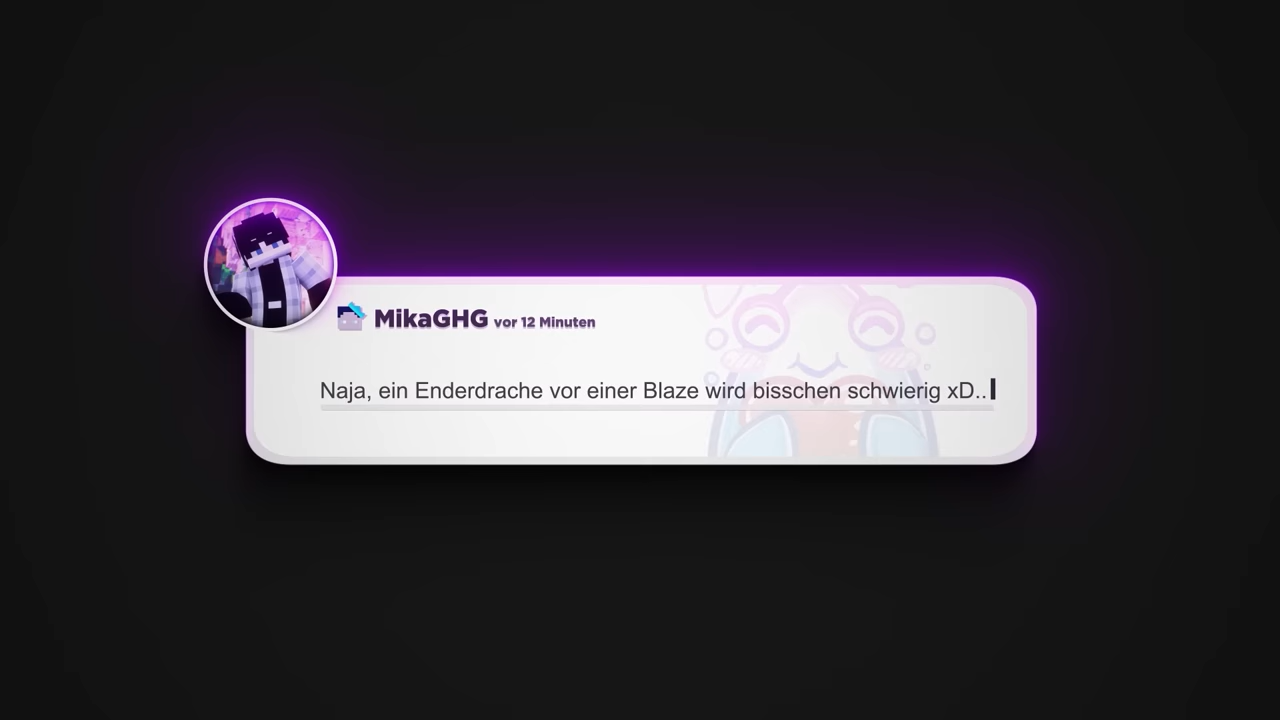 MikaGHG vor 12 Minuten
Naja, ein Enderdrache vor einer Blaze wird bisschen schwierig xD..